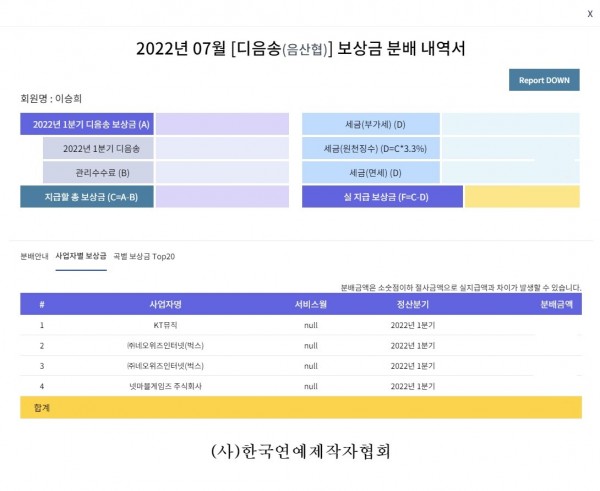 X
2022년 07월 [디음송(음산협)] 보상금 분배 내역서
Report DOWN
회원명 : 이승희
2022년 1분기 디음송 보상금 (A)
세금(부가세) (D)
2022년 1분기 디음송
세금(원천징수) (D=C*3.3%)
관리수수료 (B)
세금(면세) (D)
지급할 총 보상금 (C=A-B)
실 지급 보상금 (F=C-D)
분배안내 사업자별 보상금 곡별 보상금 Top20
분배금액은 소숫점이하 절사금액으로 실지급액과 차이가 발생할 수 있습니다.
# 사업자명 서비스월 정산분기 분배금액
1 KT뮤직 null 2022년 1분기
2 ㈜네오위즈인터넷(벅스) null 2022년 1분기
3 ㈜네오위즈인터넷(벅스) null 2022년 1분기
4 넷마블게임즈 주식회사 null 2022년 1분기
합계
(사)한국연예제작자협회